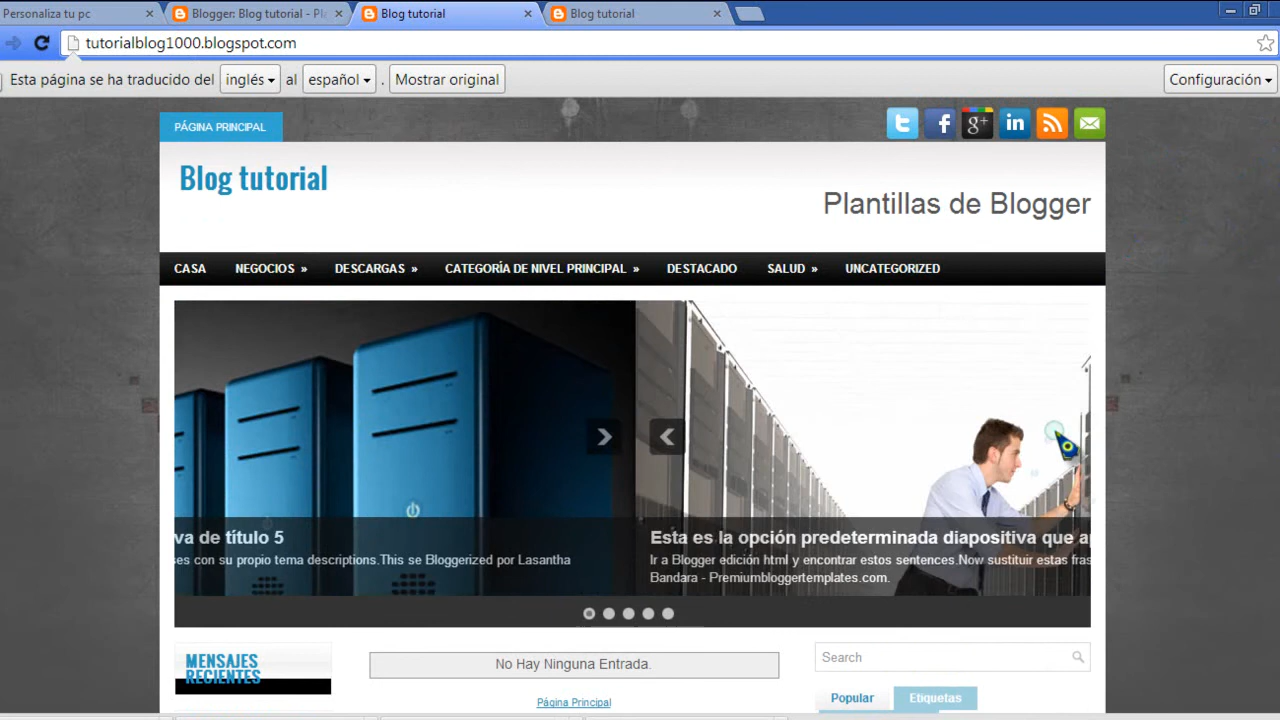 Personaliza tu pc
Blogger: Blog tutorial - Pla
Blog tutorial
Blog tutorial
tutorialblog1000.blogspot.com
Esta página se ha traducido del inglés al español . Mostrar original Configuración
PÁGINA PRINCIPAL
Blog tutorial
Plantillas de Blogger
CASA NEGOCIOS » DESCARGAS » CATEGORÍA DE NIVEL PRINCIPAL » DESTACADO SALUD » UNCATEGORIZED
va de título 5
es con su propio tema descriptions.This se Bloggerized por Lasantha
Esta es la opción predeterminada diapositiva que a
Ir a Blogger edición html y encontrar estos sentences.Now sustituir estas fras
Bandara - Premiumbloggertemplates.com.
MENSAJES
RECIENTES
No Hay Ninguna Entrada.
Página Principal
Search
Popular Etiquetas